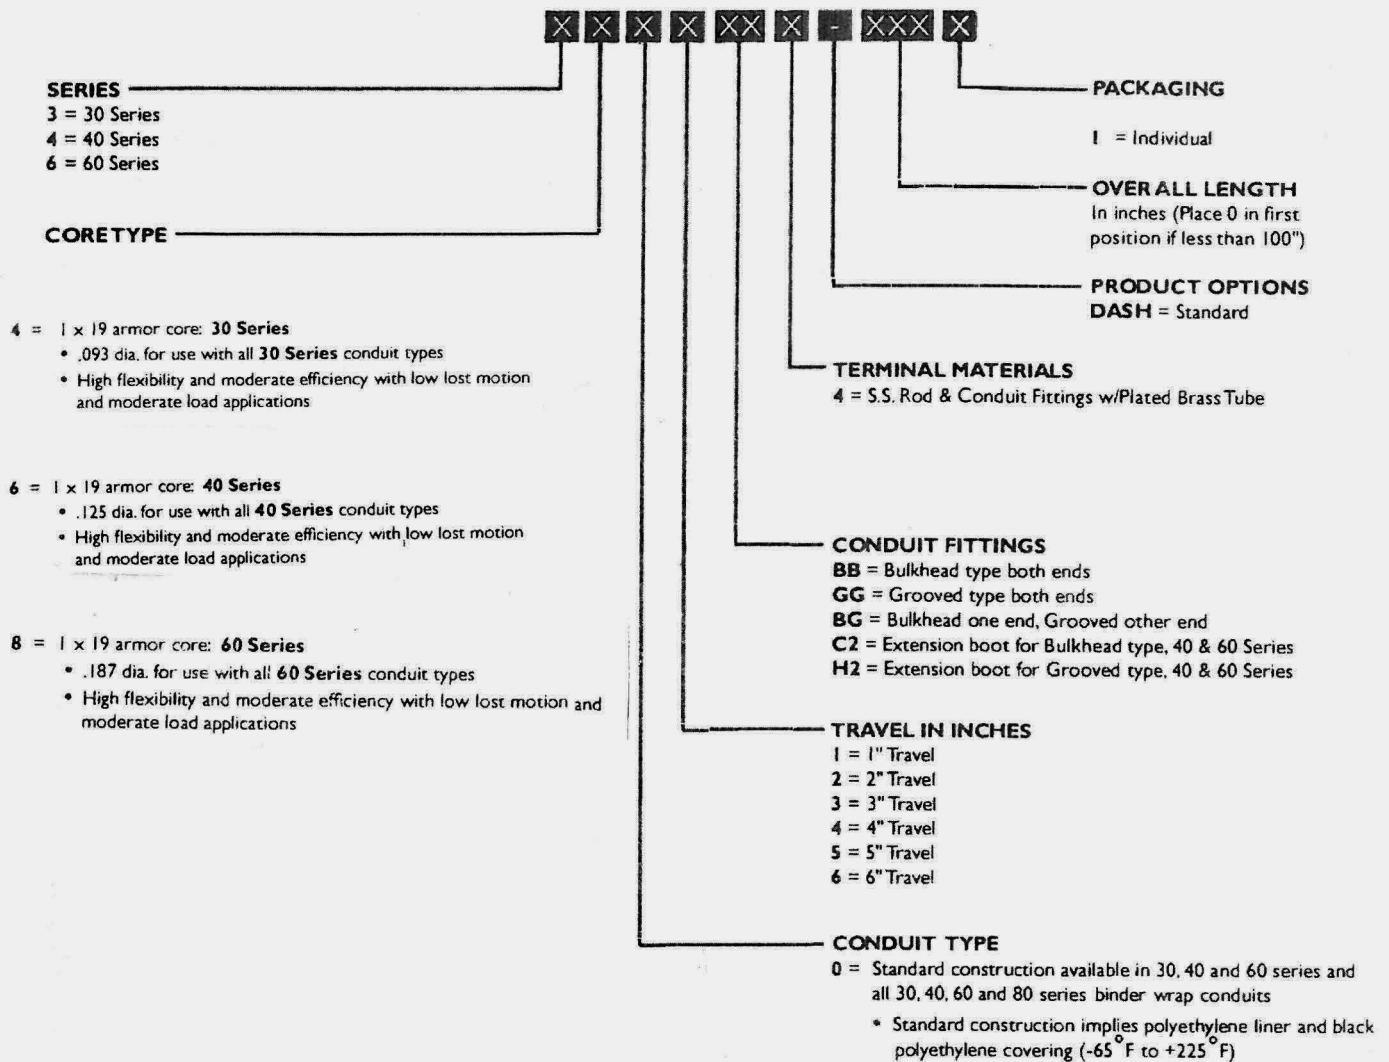 X X X X XX X - XXX X
SERIES
3 = 30 Series
4 = 40 Series
6 = 60 Series
CORE TYPE
4 = 1 x 19 armor core: 30 Series
• .093 dia. for use with all 30 Series conduit types
• High flexibility and moderate efficiency with low lost motion
and moderate load applications
6 = 1 x 19 armor core: 40 Series
• .125 dia. for use with all 40 Series conduit types
• High flexibility and moderate efficiency with low lost motion
and moderate load applications
8 = 1 x 19 armor core: 60 Series
• .187 dia. for use with all 60 Series conduit types
• High flexibility and moderate efficiency with low lost motion and
moderate load applications
PACKAGING
1 = Individual
OVERALL LENGTH
In inches (Place 0 in first
position if less than 100")
PRODUCT OPTIONS
DASH = Standard
TERMINAL MATERIALS
4 = S.S. Rod & Conduit Fittings w/Plated Brass Tube
CONDUIT FITTINGS
BB = Bulkhead type both ends
GG = Grooved type both ends
BG = Bulkhead one end, Grooved other end
C2 = Extension boot for Bulkhead type, 40 & 60 Series
H2 = Extension boot for Grooved type, 40 & 60 Series
TRAVEL IN INCHES
1 = 1" Travel
2 = 2" Travel
3 = 3" Travel
4 = 4" Travel
5 = 5" Travel
6 = 6" Travel
CONDUIT TYPE
0 = Standard construction available in 30, 40 and 60 series and
all 30, 40, 60 and 80 series binder wrap conduits
• Standard construction implies polyethylene liner and black
polyethylene covering (-65°F to +225°F)